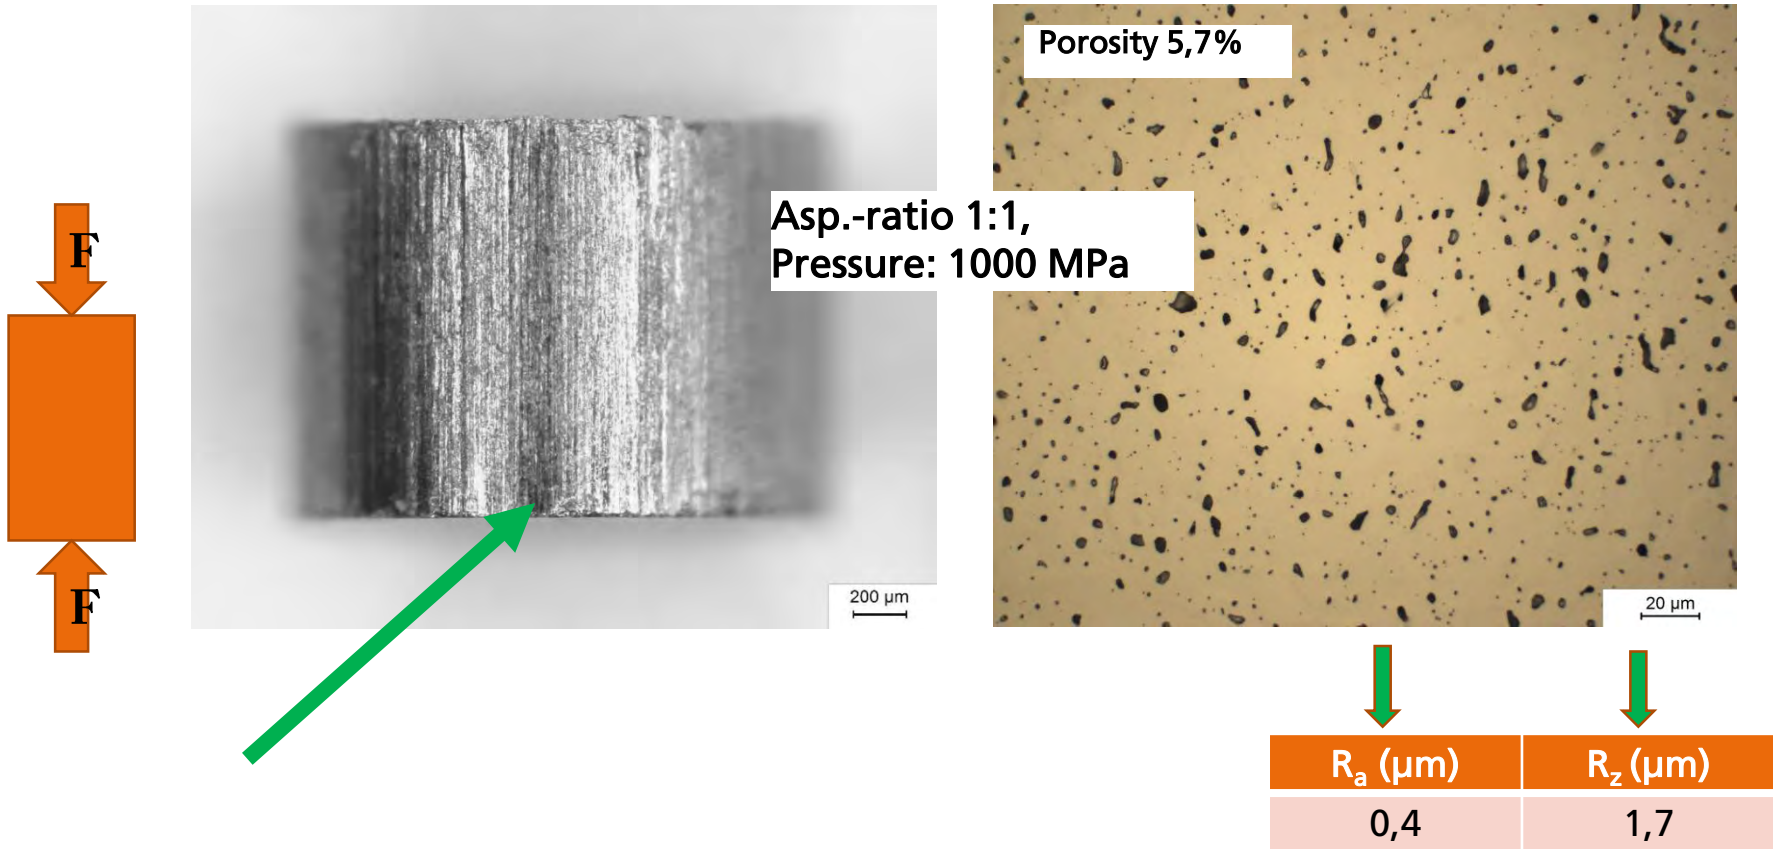 Porosity 5,7%
F
Asp.-ratio 1:1,
Pressure: 1000 MPa
F
200 µm
20 µm
Rₐ (µm) R_z (µm)
0,4 1,7